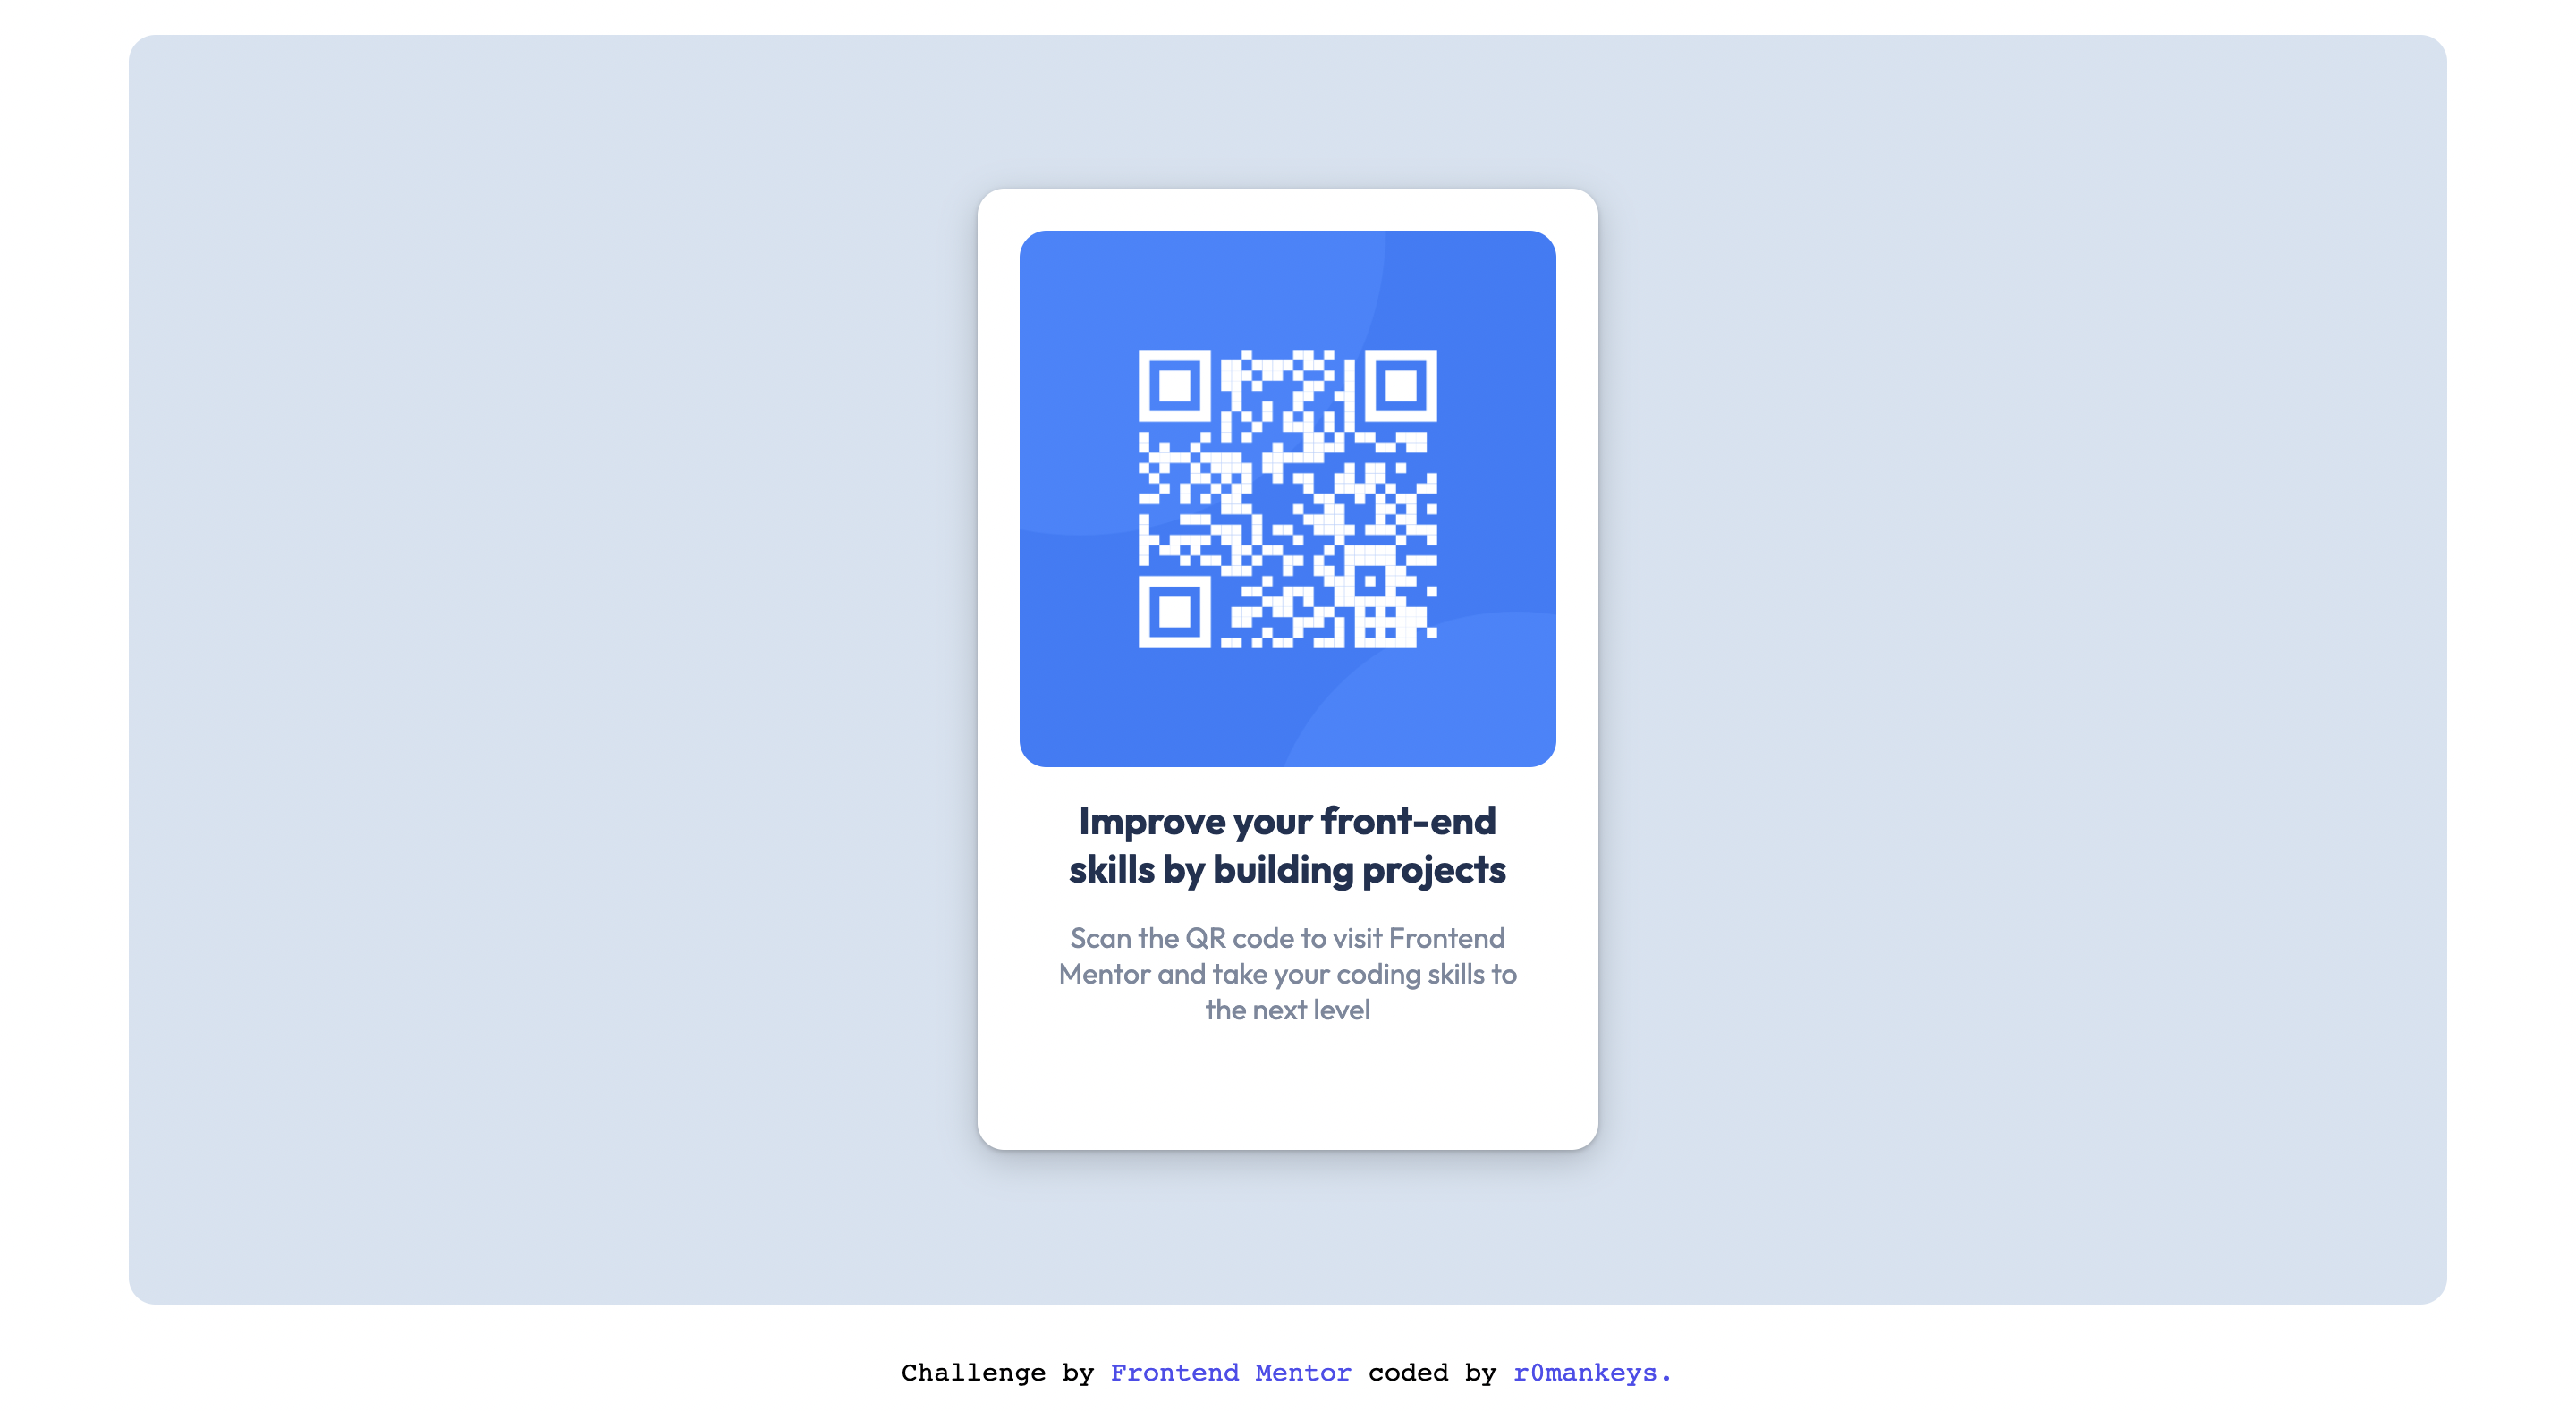 Improve your front-end
skills by building projects
Scan the QR code to visit Frontend
Mentor and take your coding skills to
the next level
Challenge by Frontend Mentor coded by r0mankeys.